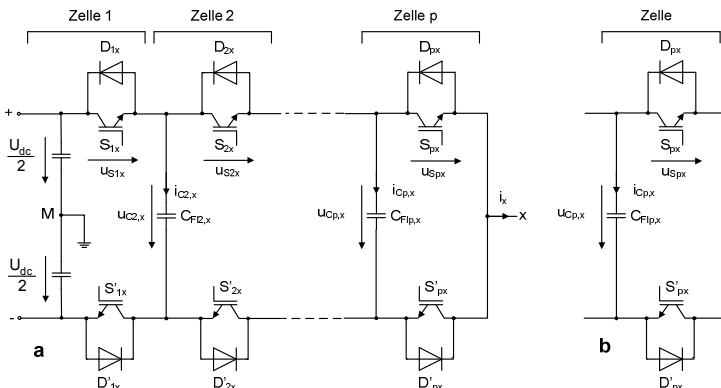 Zelle 1 Zelle 2 Zelle p Zelle
D1x D2x Dpx Dpx
+
S1x S2x Spx Spx
Udc
2
uS1x uS2x uSpx uSpx
iC2,x iCp,x ix iCp,x
M uC2,x CFl2,x uCp,x CFlp,x x uCp,x CFlp,x
Udc
2
S'1x S'2x S'px S'px
-
a b
D'1x D'2x D'px D'px